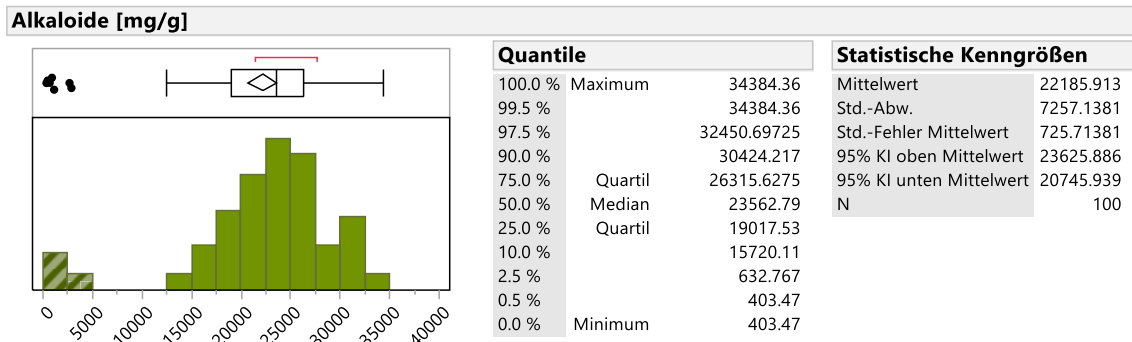 Alkaloide [mg/g]
0 5000 10000 15000 20000 25000 30000 35000 40000
Quantile
100.0 % Maximum 34384.36
99.5 % 34384.36
97.5 % 32450.69725
90.0 % 30424.217
75.0 % Quartil 26315.6275
50.0 % Median 23562.79
25.0 % Quartil 19017.53
10.0 % 15720.11
2.5 % 632.767
0.5 % 403.47
0.0 % Minimum 403.47
Statistische Kenngrößen
Mittelwert 22185.913
Std.-Abw. 7257.1381
Std.-Fehler Mittelwert 725.71381
95% KI oben Mittelwert 23625.886
95% KI unten Mittelwert 20745.939
N 100